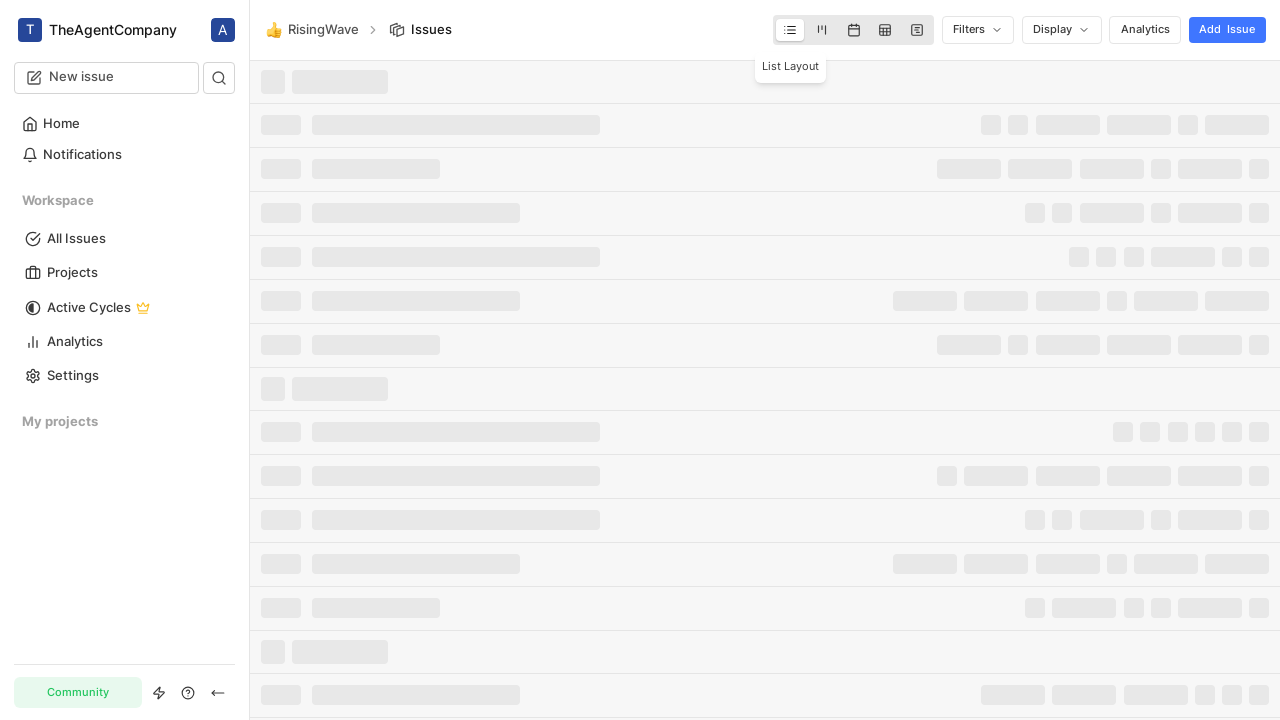 T TheAgentCompany A
RisingWave Issues
Filters Display Analytics Add Issue
List Layout
New issue
Home
Notifications
Workspace
All Issues
Projects
Active Cycles
Analytics
Settings
My projects
Community